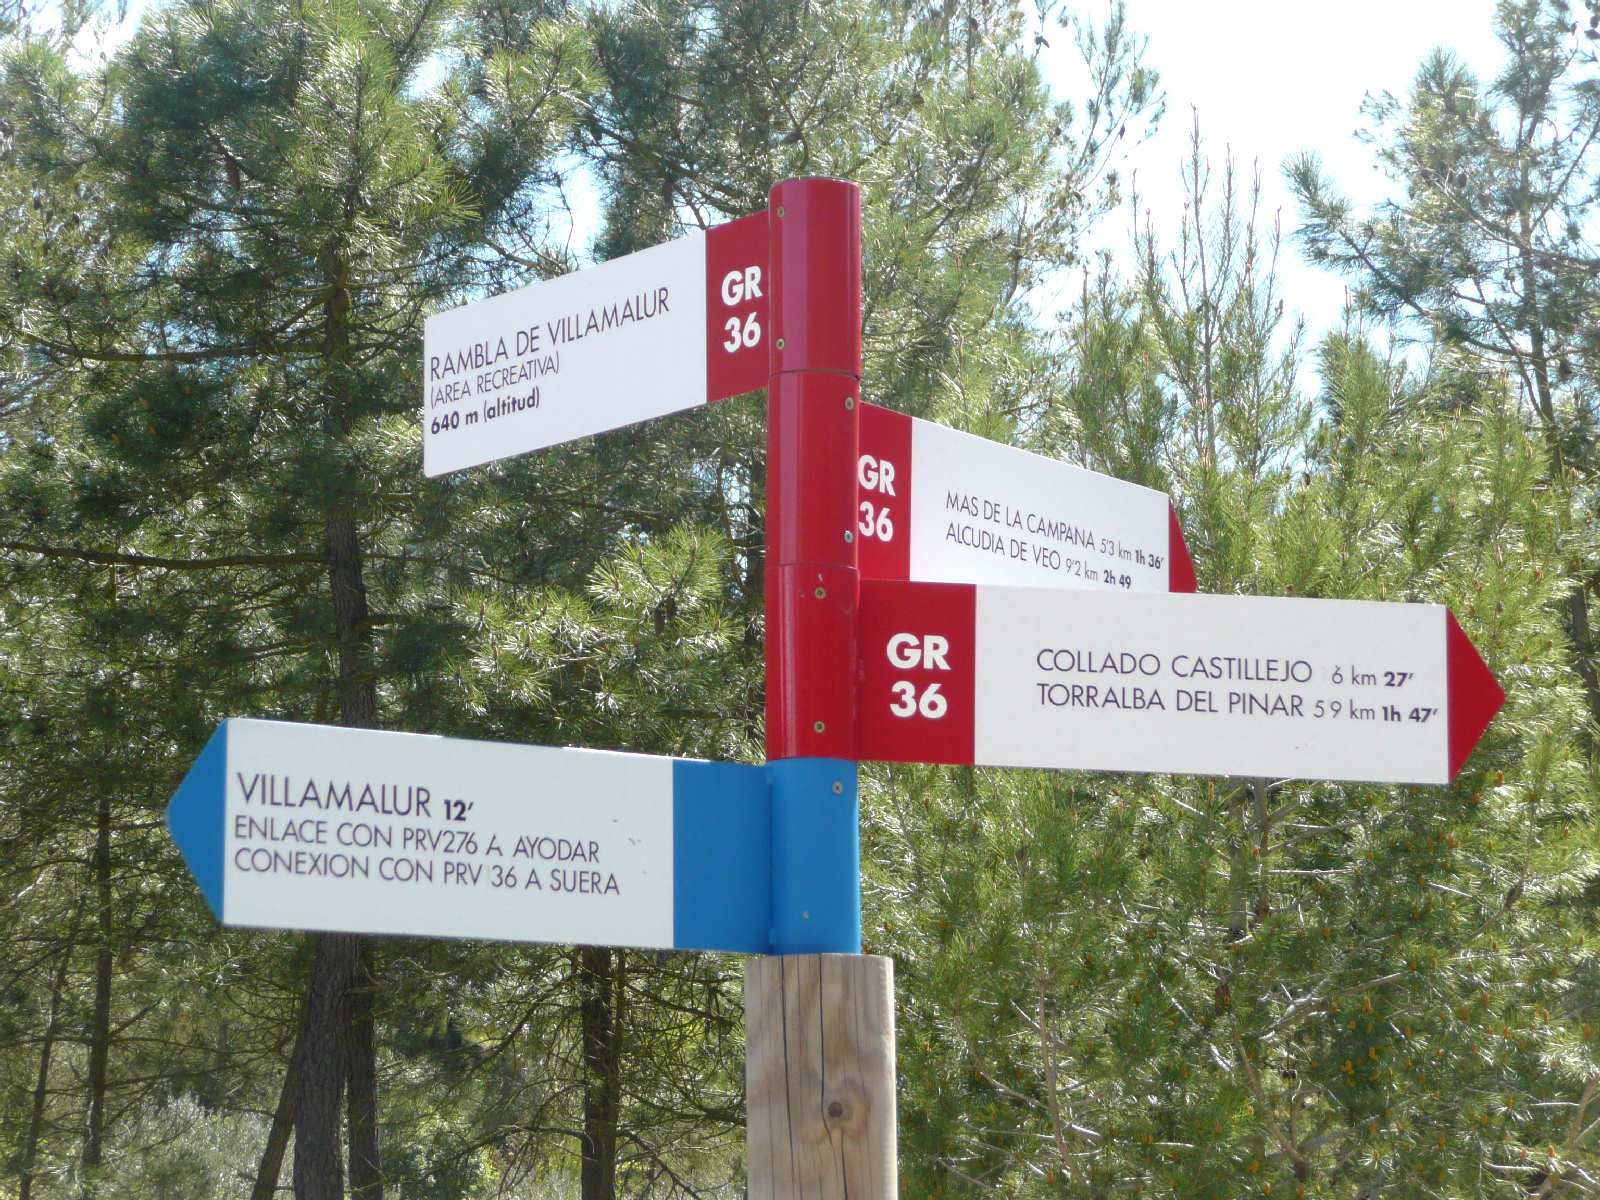 RAMBLA DE VILLAMALUR
(AREA RECREATIVA)
640 m (altitud)
GR
36
GR
36
MAS DE LA CAMPANA 5'3 km 1h 36'
ALCUDIA DE VEO 9'2 km 2h 49
GR
36
COLLADO CASTILLEJO 6 km 27'
TORRALBA DEL PINAR 5 9 km 1h 47'
VILLAMALUR 12'
ENLACE CON PRV276 A AYODAR
CONEXION CON PRV 36 A SUERA